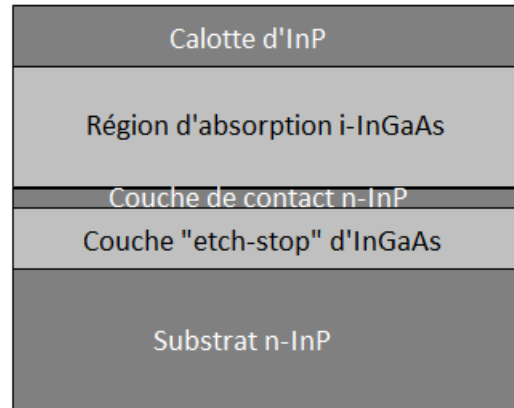 Calotte d'InP
Région d'absorption i-InGaAs
Couche de contact n-InP
Couche "etch-stop" d'InGaAs
Substrat n-InP